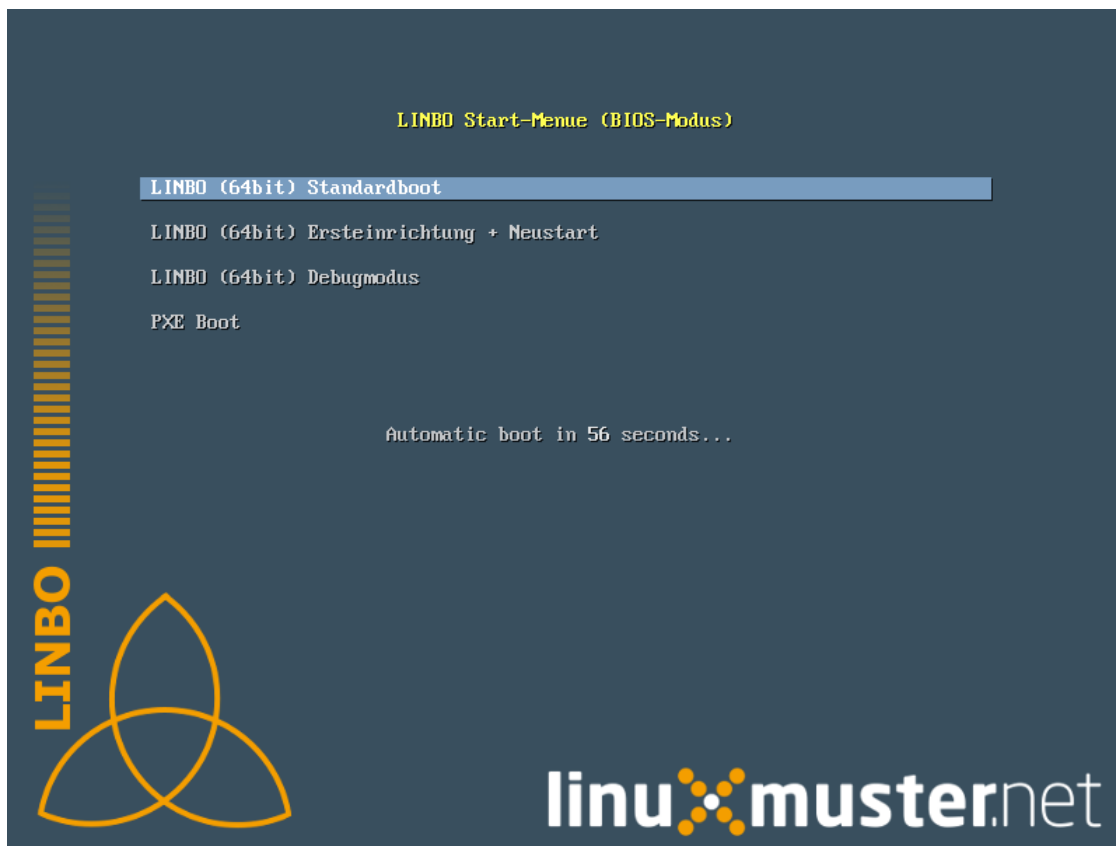 LINBO Start-Menue (BIOS-Modus)
LINBO (64bit) Standardboot
LINBO (64bit) Ersteinrichtung + Neustart
LINBO (64bit) Debugmodus
PXE Boot
Automatic boot in 56 seconds...
LINBO
linuxmuster.net